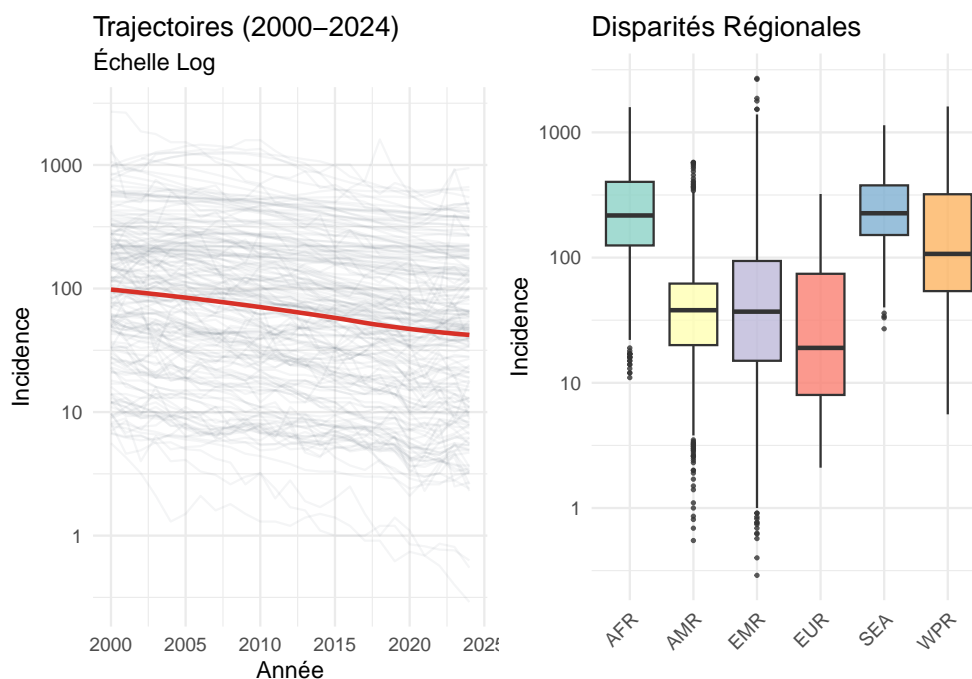 Trajectoires (2000–2024)
Échelle Log
Incidence
1000
100
10
1
2000
2005
2010
2015
2020
2025
Année
Disparités Régionales
Incidence
1000
100
10
1
AFR
AMR
EMR
EUR
SEA
WPR